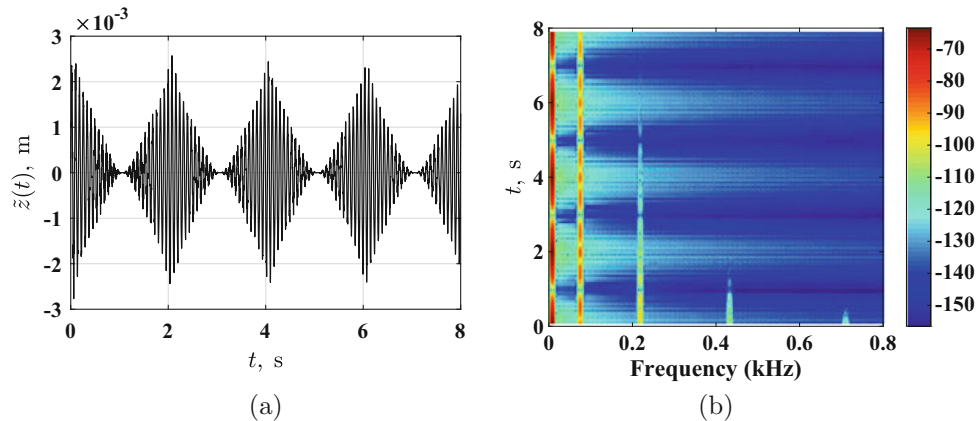 ×10⁻³
3
2
1
0
-1
-2
-3
z̃(t), m
0 2 4 6 8
t, s
(a)
8
6
4
2
0
t, s
0 0.2 0.4 0.6 0.8
Frequency (kHz)
-70
-80
-90
-100
-110
-120
-130
-140
-150
(b)